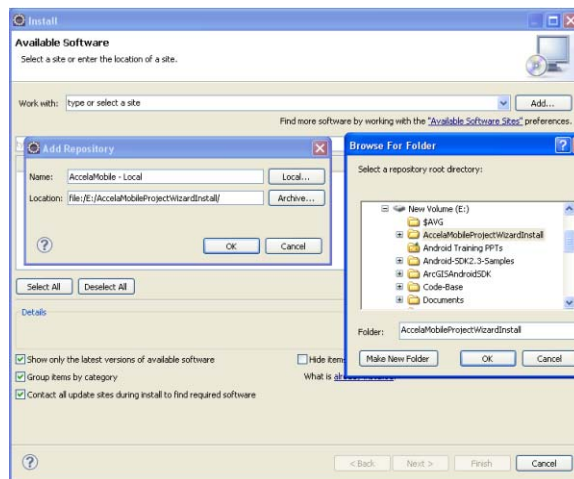 Install
Available Software
Select a site or enter the location of a site.
Work with: type or select a site Add...
Find more software by working with the "Available Software Sites" preferences.
Add Repository
Name: AccelaMobile - Local Local...
Location: file:/E:/AccelaMobileProjectWizardInstall/ Archive...
OK Cancel
Browse For Folder
Select a repository root directory:
New Volume (E:)
$AVG
AccelaMobileProjectWizardInstall
Android Training PPTs
Android-SDK2.3-Samples
ArcGISAndroidSDK
Code-Base
Documents
Folder: AccelaMobileProjectWizardInstall
Make New Folder OK Cancel
Select All Deselect All
Details
Show only the latest versions of available software Hide items
Group items by category What is
Contact all update sites during install to find required software
< Back Next > Finish Cancel